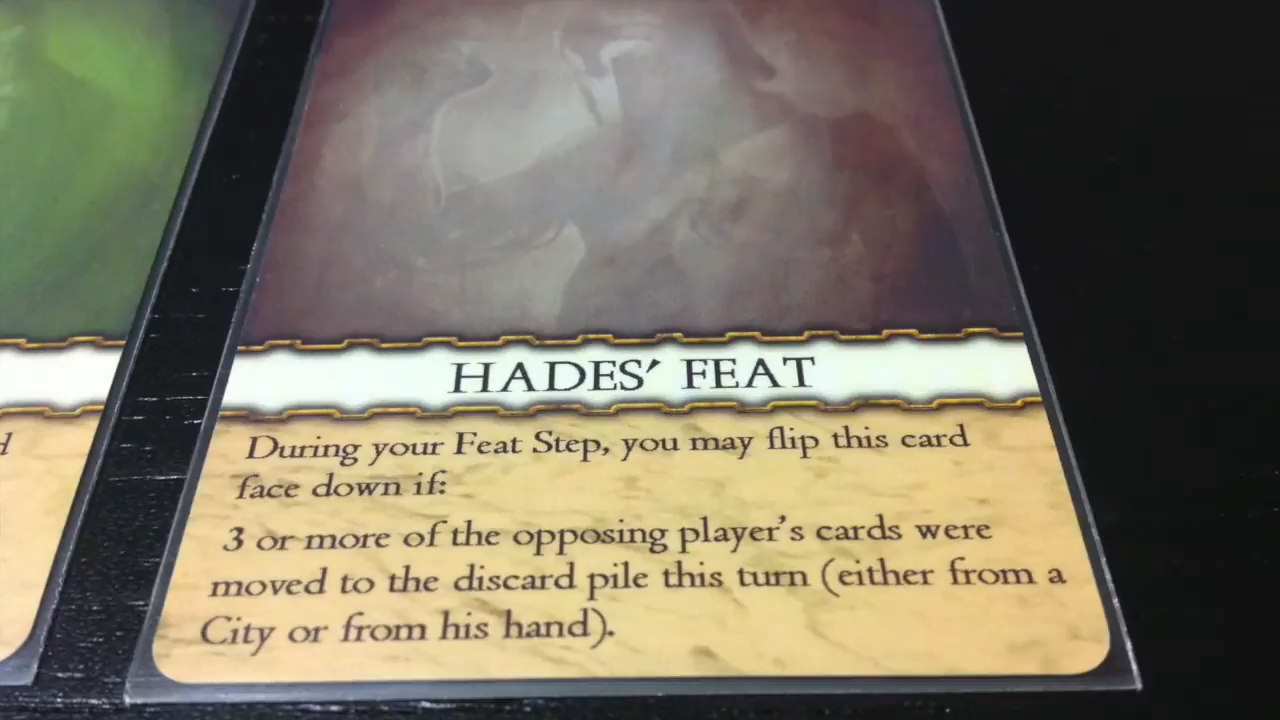 HADES' FEAT
During your Feat Step, you may flip this card
face down if:
3 or more of the opposing player's cards were
moved to the discard pile this turn (either from a
City or from his hand).